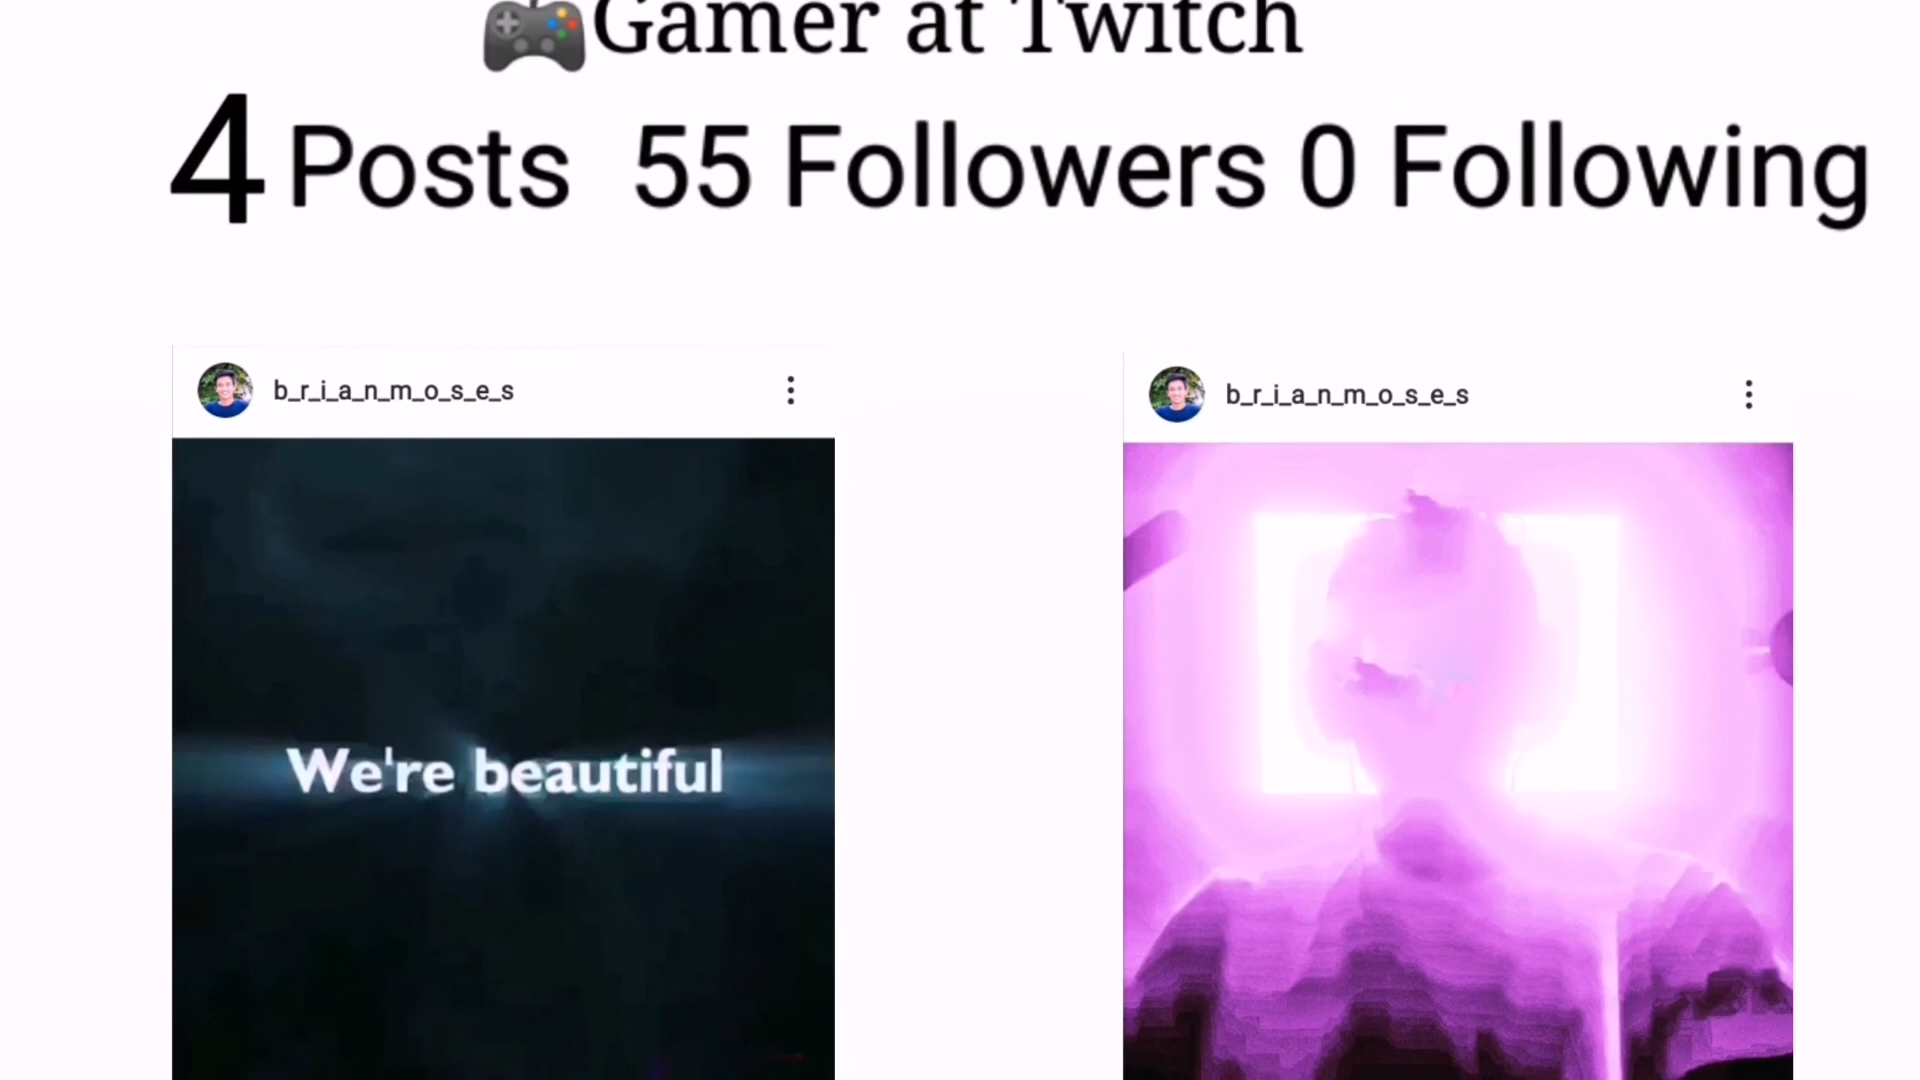 🎮Gamer at Twitch
4 Posts 55 Followers 0 Following
b_r_i_a_n_m_o_s_e_s
b_r_i_a_n_m_o_s_e_s
We're beautiful